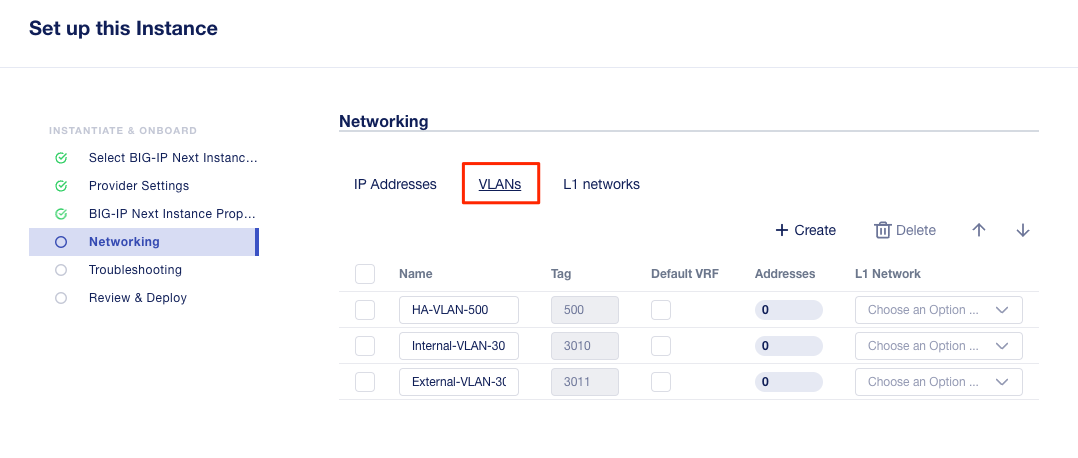 Set up this Instance
INSTANTIATE & ONBOARD
Select BIG-IP Next Instanc...
Provider Settings
BIG-IP Next Instance Prop...
Networking
Troubleshooting
Review & Deploy
Networking
IP Addresses VLANs L1 networks
+ Create Delete
Name Tag Default VRF Addresses L1 Network
HA-VLAN-500 500 0 Choose an Option ...
Internal-VLAN-30 3010 0 Choose an Option ...
External-VLAN-30 3011 0 Choose an Option ...